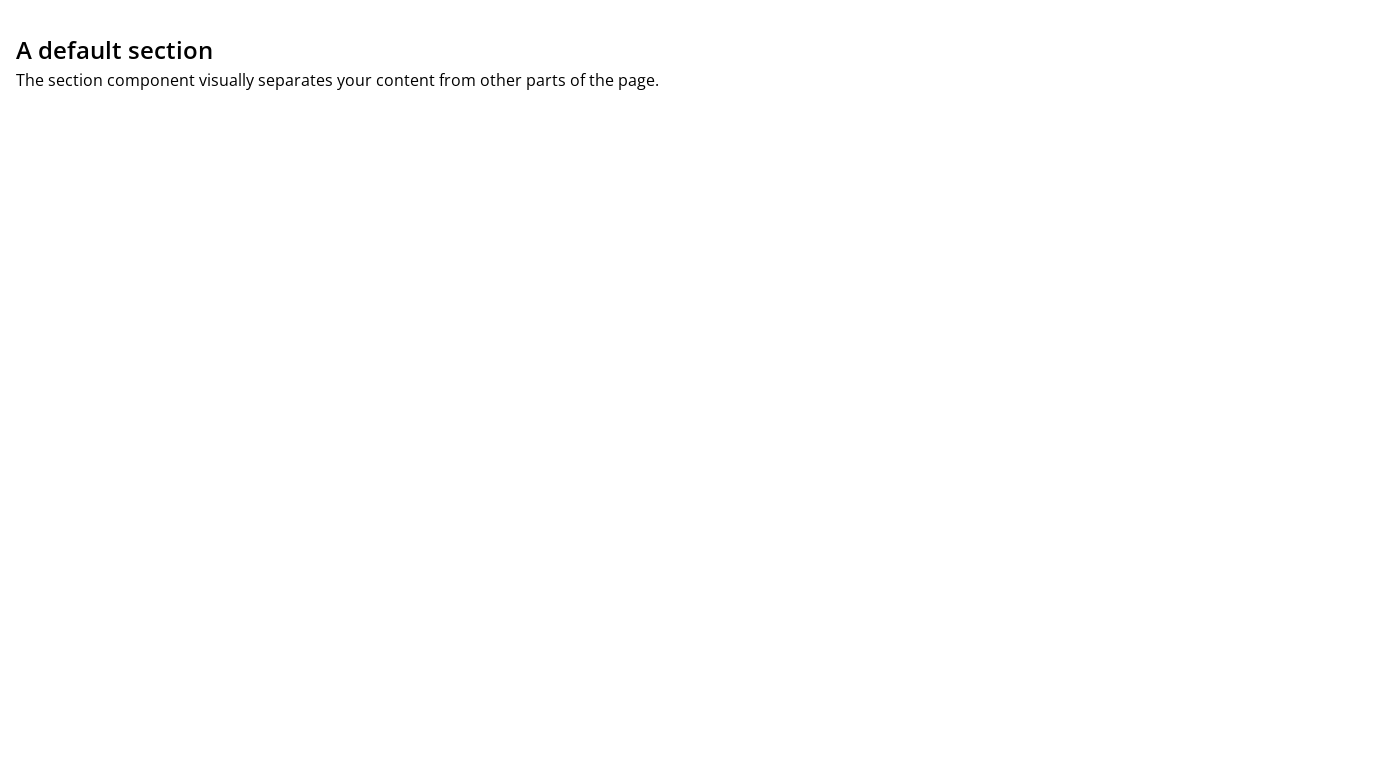 A default section
The section component visually separates your content from other parts of the page.